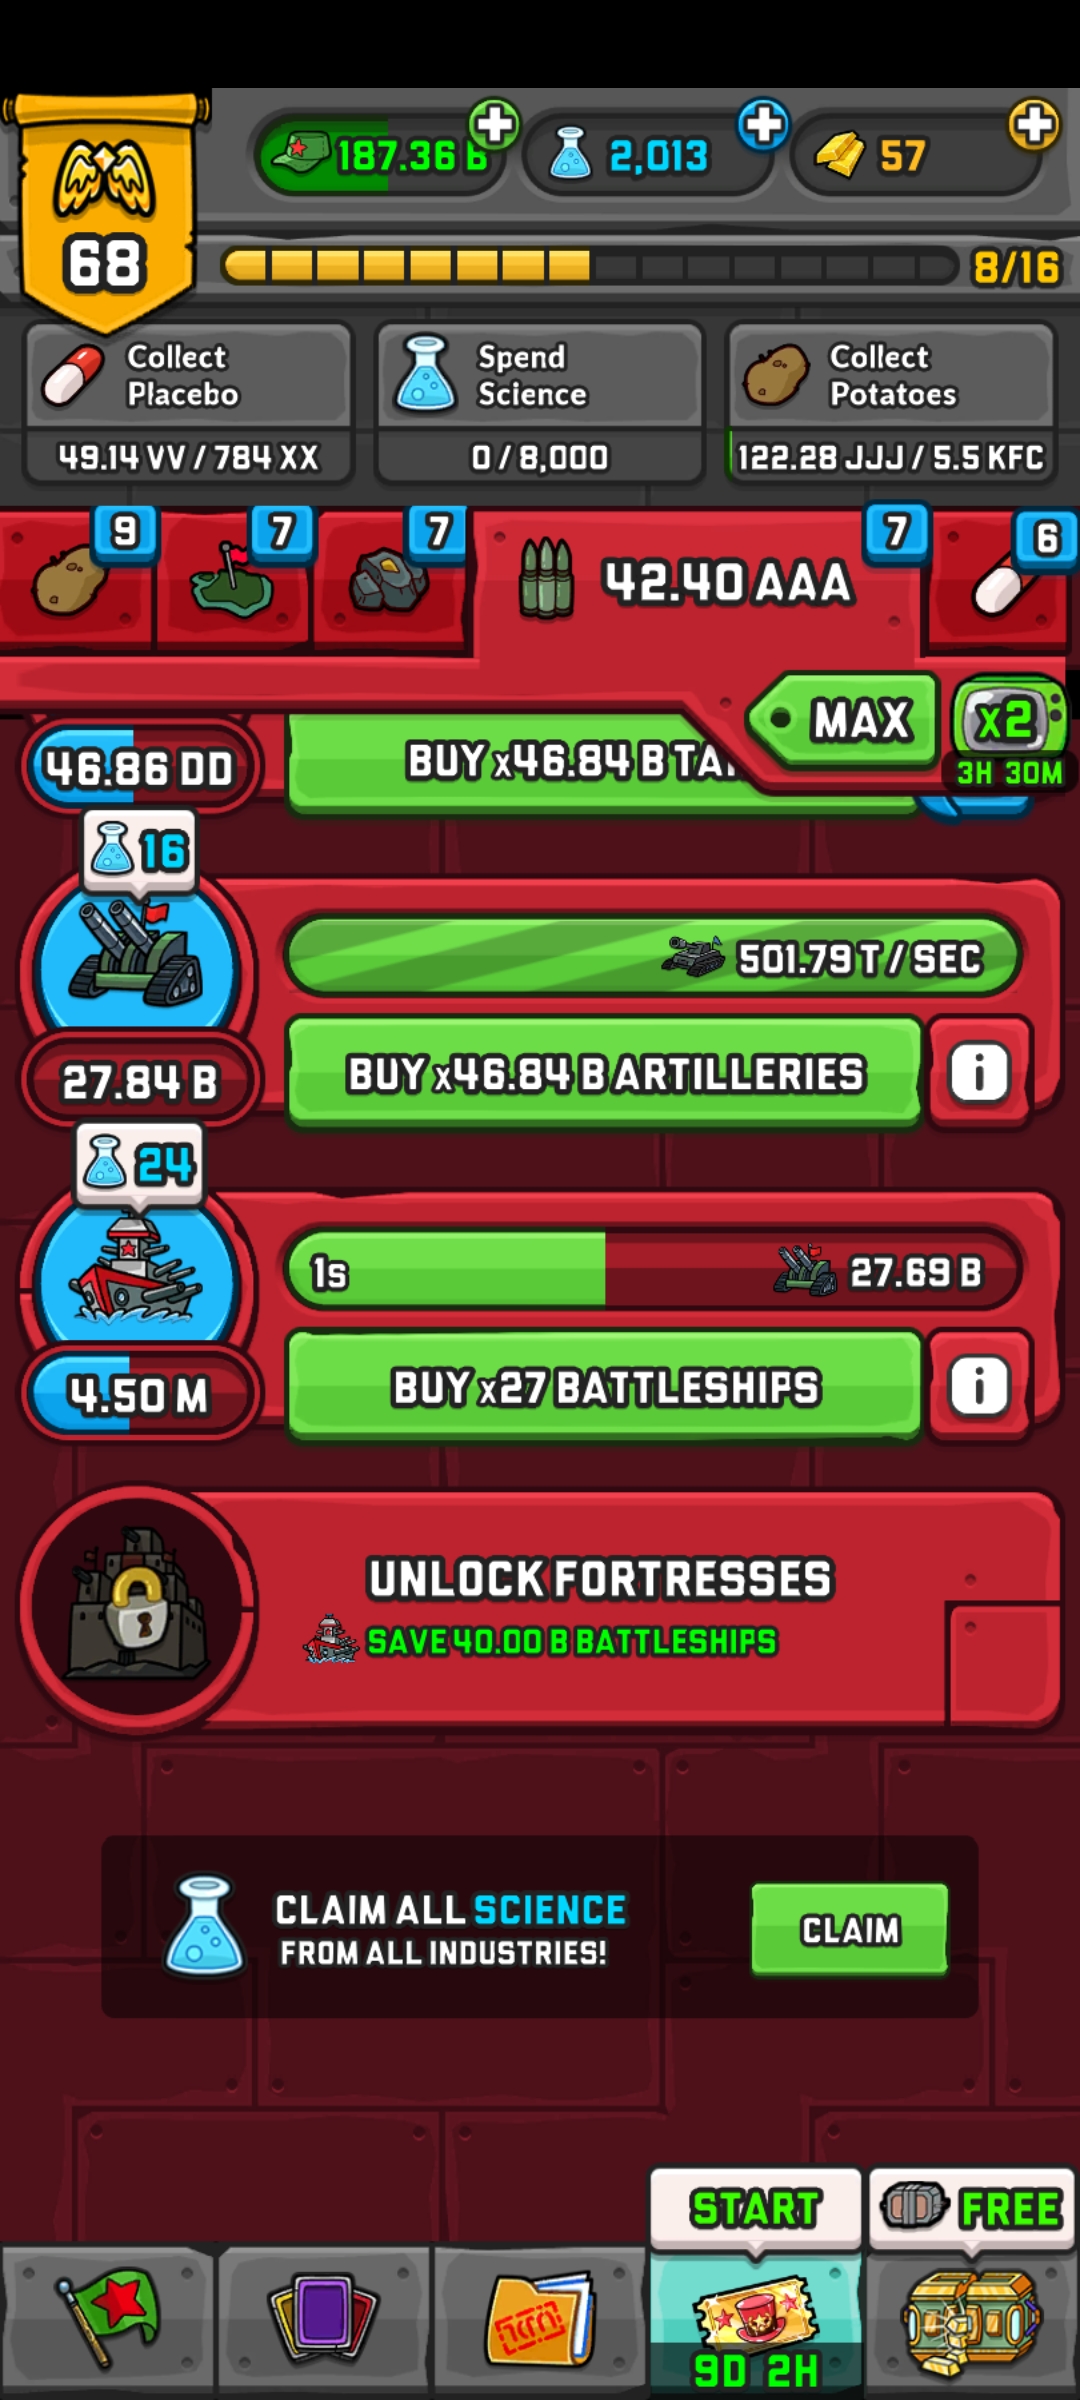 187.36 B
2,013
57
68
8/16
Collect
Placebo
49.14 VV / 784 XX
Spend
Science
0 / 8,000
Collect
Potatoes
122.28 JJJ / 5.5 KFC
9
7
7
42.40 AAA
7
6
MAX
x2
3H 30M
46.86 DD
BUY x46.84 B TA
16
501.79 T / SEC
27.84 B
BUY x46.84 B ARTILLERIES
i
24
1s
27.69 B
4.50 M
BUY x27 BATTLESHIPS
i
UNLOCK FORTRESSES
SAVE 40.00 B BATTLESHIPS
CLAIM ALL SCIENCE
FROM ALL INDUSTRIES!
CLAIM
START
FREE
9D 2H